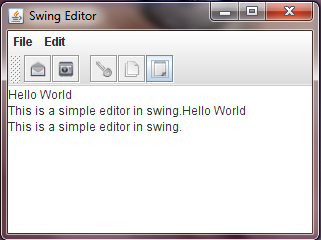 Swing Editor
File Edit
Hello World
This is a simple editor in swing.Hello World
This is a simple editor in swing.